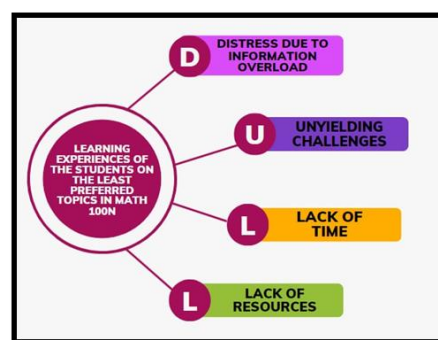 D
DISTRESS DUE TO
INFORMATION
OVERLOAD
U
UNYIELDING
CHALLENGES
LEARNING
EXPERIENCES OF
THE STUDENTS ON
THE LEAST
PREFERRED
TOPICS IN MATH
100N
L
LACK OF
TIME
L
LACK OF
RESOURCES